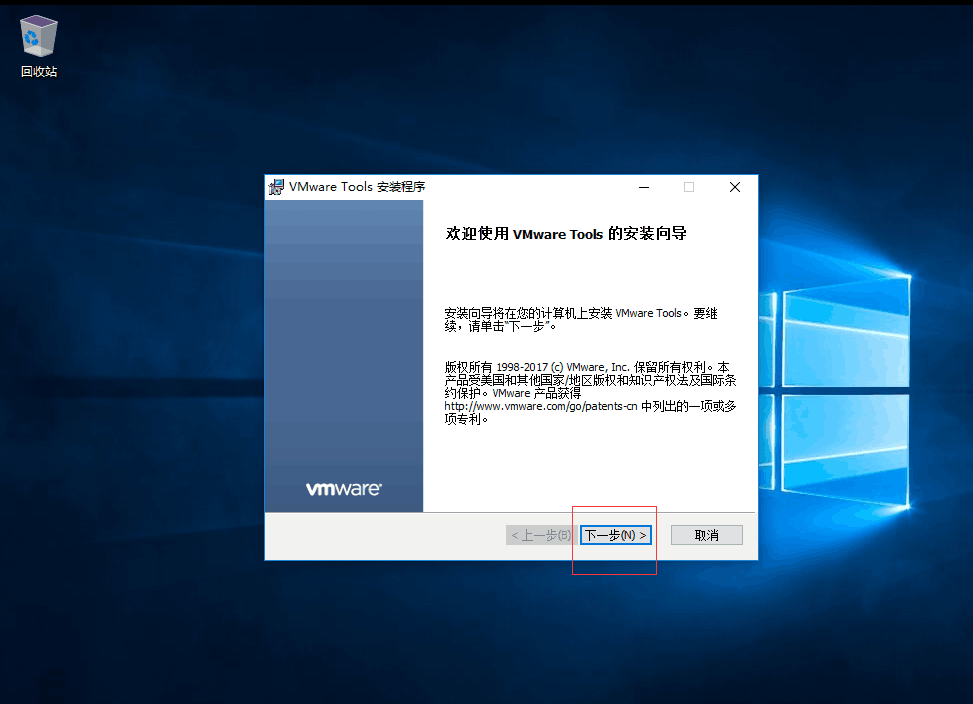 回收站
VMware Tools 安装程序
欢迎使用 VMware Tools 的安装向导
安装向导将在您的计算机上安装 VMware Tools。要继
续，请单击“下一步”。
版权所有 1998-2017 (c) VMware, Inc. 保留所有权利。本
产品受美国和其他国家/地区版权和知识产权法及国际条
约保护。VMware 产品获得
http://www.vmware.com/go/patents-cn 中列出的一项或多
项专利。
vmware
< 上一步(B) 下一步(N) > 取消